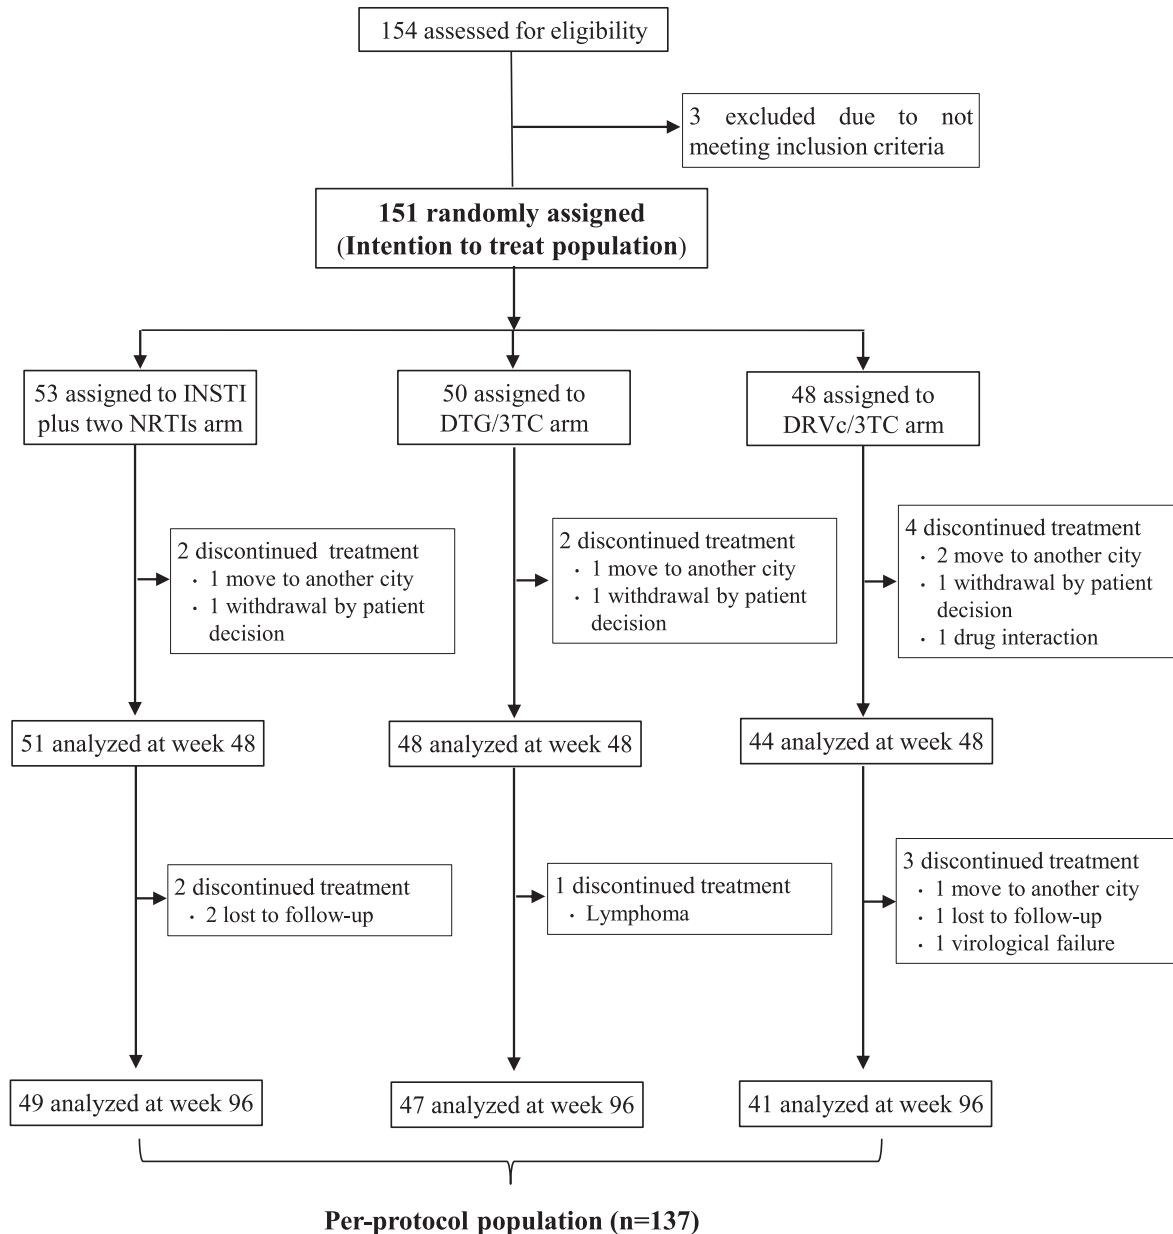 154 assessed for eligibility
3 excluded due to not
meeting inclusion criteria
151 randomly assigned
(Intention to treat population)
53 assigned to INSTI
plus two NRTIs arm
50 assigned to
DTG/3TC arm
48 assigned to
DRVc/3TC arm
2 discontinued treatment
· 1 move to another city
· 1 withdrawal by patient
decision
2 discontinued treatment
· 1 move to another city
· 1 withdrawal by patient
decision
4 discontinued treatment
· 2 move to another city
· 1 withdrawal by patient
decision
· 1 drug interaction
51 analyzed at week 48
48 analyzed at week 48
44 analyzed at week 48
2 discontinued treatment
· 2 lost to follow-up
1 discontinued treatment
· Lymphoma
3 discontinued treatment
· 1 move to another city
· 1 lost to follow-up
· 1 virological failure
49 analyzed at week 96
47 analyzed at week 96
41 analyzed at week 96
Per-protocol population (n=137)